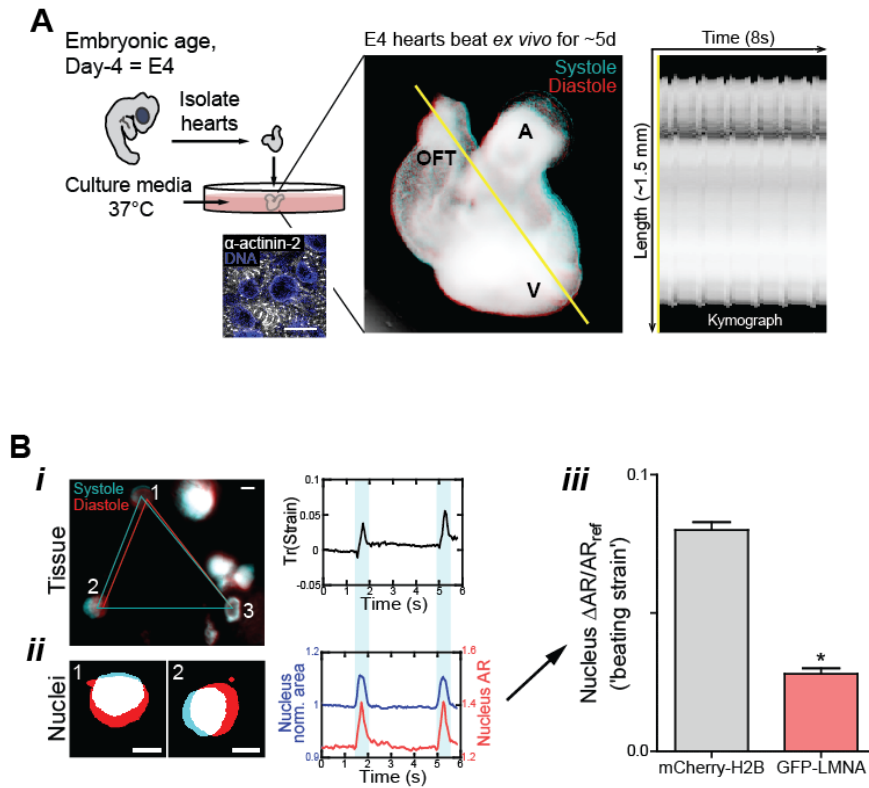 A
Embryonic age,
Day-4 = E4
Isolate
hearts
Culture media
37°C
α-actinin-2
DNA
E4 hearts beat ex vivo for ~5d
Systole
Diastole
A
OFT
V
Time (8s)
Length (~1.5 mm)
Kymograph
B
i
Tissue
Systole
Diastole
1
2
3
Tr(Strain)
0.1
0.05
0
-0.05
0 1 2 3 4 5 6
Time (s)
ii
Nuclei
1
2
Nucleus
norm. area
1.2
1
0.9
1.6
1.4
1.2
Nucleus AR
0 1 2 3 4 5 6
Time (s)
iii
Nucleus ΔAR/ARref
('beating strain')
0.1
0.0
*
mCherry-H2B
GFP-LMNA